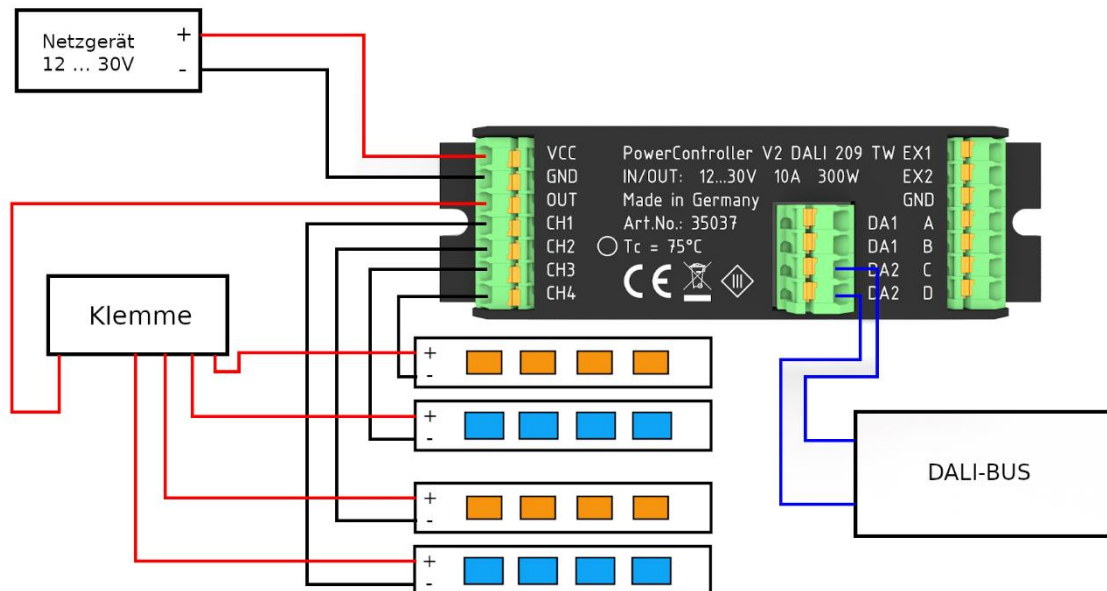 Netzgerät
12 ... 30V
+
-
VCC
GND
OUT
CH1
CH2
CH3
CH4
PowerController V2 DALI 209 TW
IN/OUT: 12...30V 10A 300W
Made in Germany
Art.No.: 35037
Tc = 75°C
CE
III
EX1
EX2
GND
DA1 A
DA1 B
DA2 C
DA2 D
Klemme
+
-
+
-
+
-
+
-
DALI-BUS